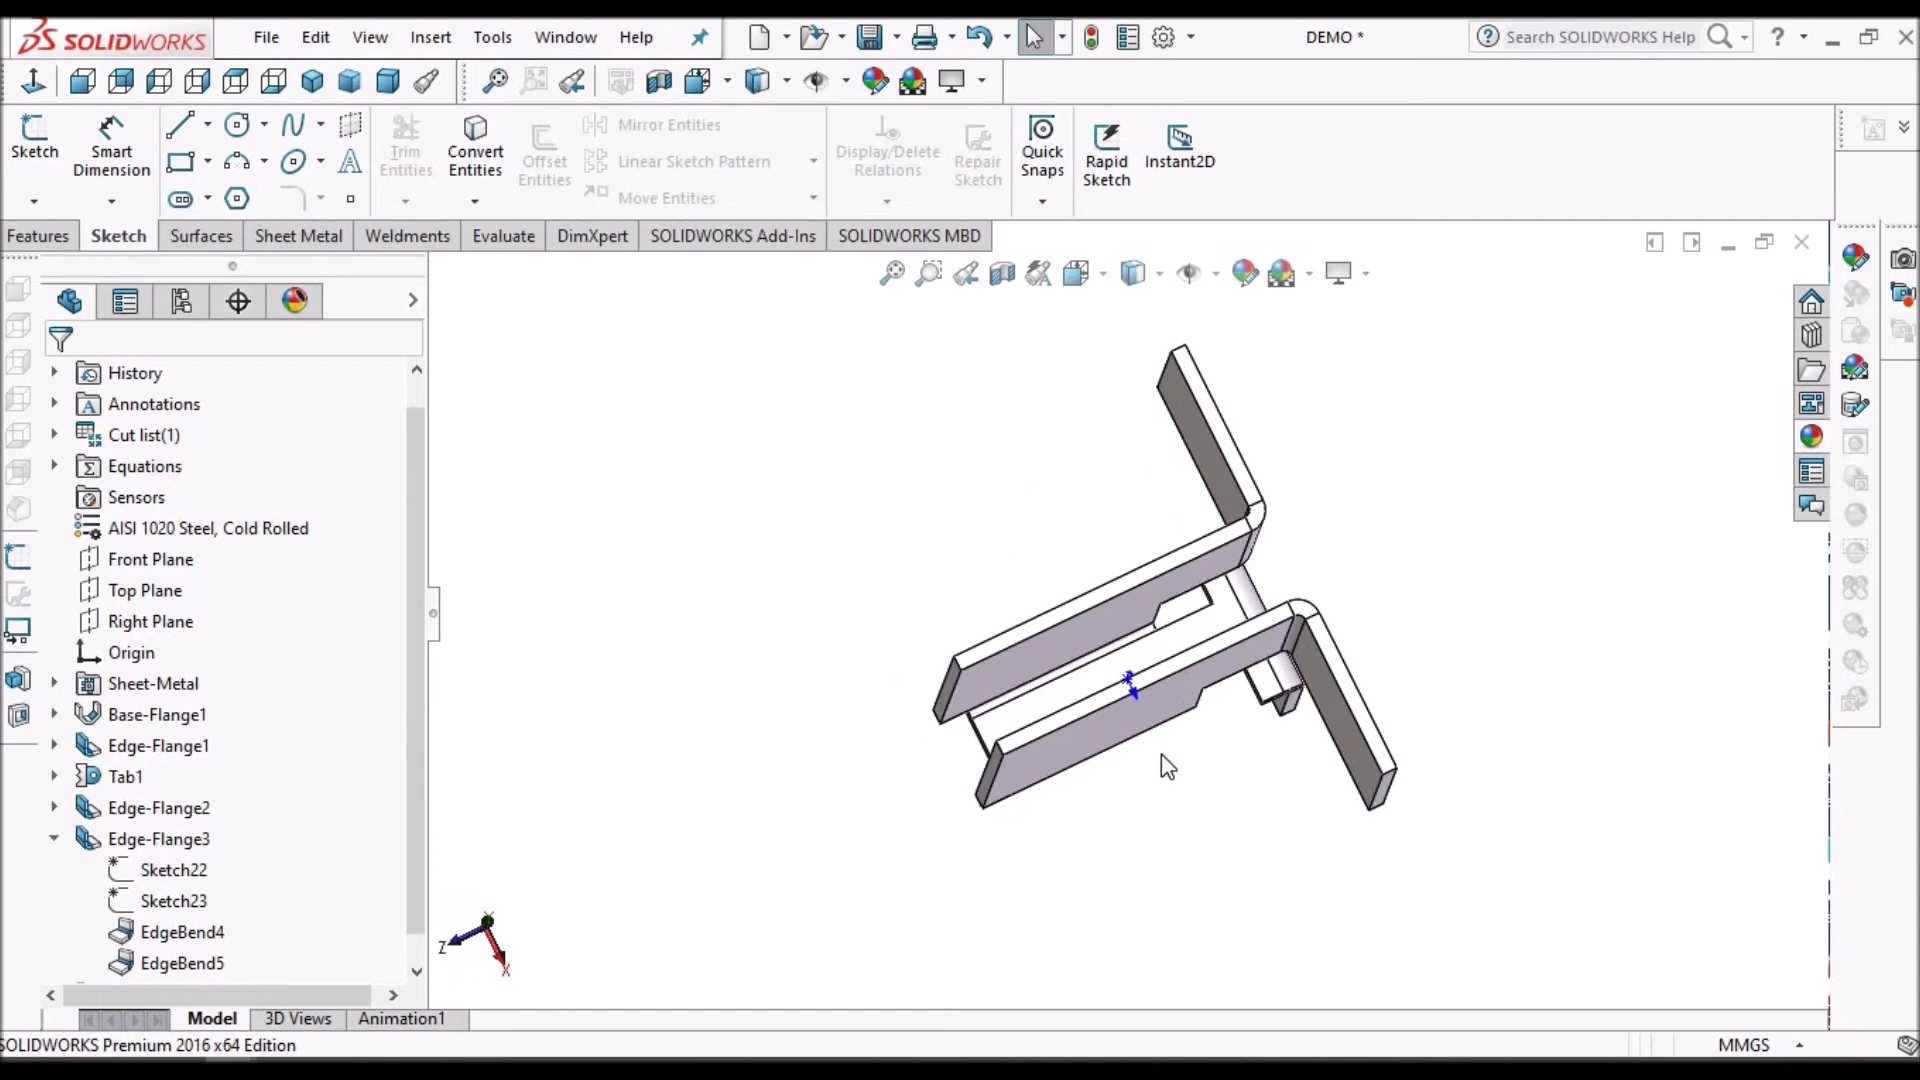 SOLIDWORKS File Edit View Insert Tools Window Help DEMO * Search SOLIDWORKS Help
Sketch Smart Dimension Trim Entities Convert Entities Offset Entities Mirror Entities Linear Sketch Pattern Move Entities Display/Delete Relations Repair Sketch Quick Snaps Rapid Sketch Instant2D
Features Sketch Surfaces Sheet Metal Weldments Evaluate DimXpert SOLIDWORKS Add-Ins SOLIDWORKS MBD
History
Annotations
Cut list(1)
Equations
Sensors
AISI 1020 Steel, Cold Rolled
Front Plane
Top Plane
Right Plane
Origin
Sheet-Metal
Base-Flange1
Edge-Flange1
Tab1
Edge-Flange2
Edge-Flange3
Sketch22
Sketch23
EdgeBend4
EdgeBend5
Z
X
Model 3D Views Animation1
SOLIDWORKS Premium 2016 x64 Edition MMGS